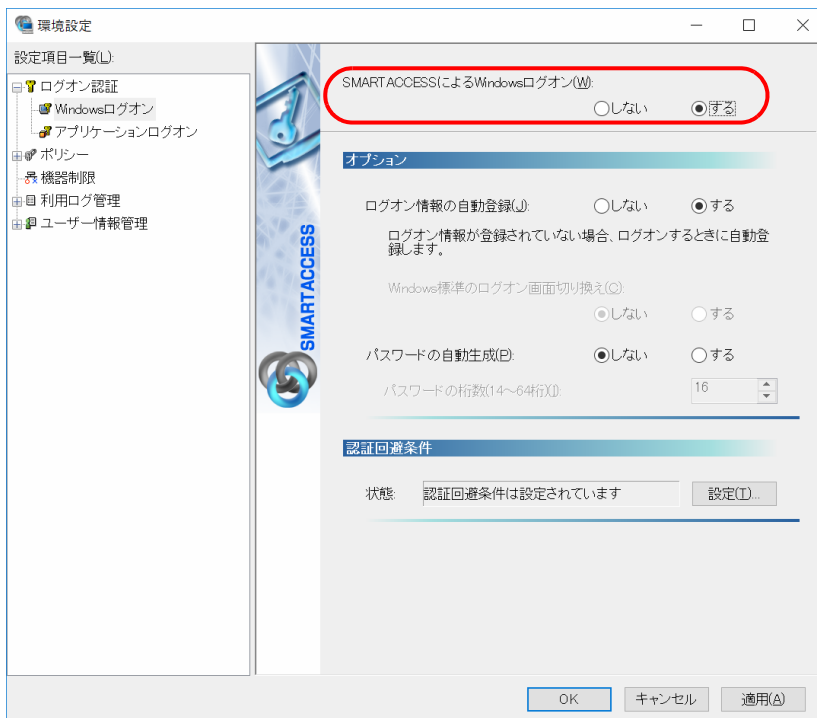 環境設定
設定項目一覧(L):
ログオン認証
Windowsログオン
アプリケーションログオン
ポリシー
機器制限
利用ログ管理
ユーザー情報管理
SMARTACCESS
SMARTACCESSによるWindowsログオン(W):
しない する
オプション
ログオン情報の自動登録(J): しない する
ログオン情報が登録されていない場合、ログオンするときに自動登
録します。
Windows標準のログオン画面切り換え(C):
しない する
パスワードの自動生成(P): しない する
パスワードの桁数(14～64桁)(I): 16
認証回避条件
状態: 認証回避条件は設定されています 設定(T)...
OK キャンセル 適用(A)